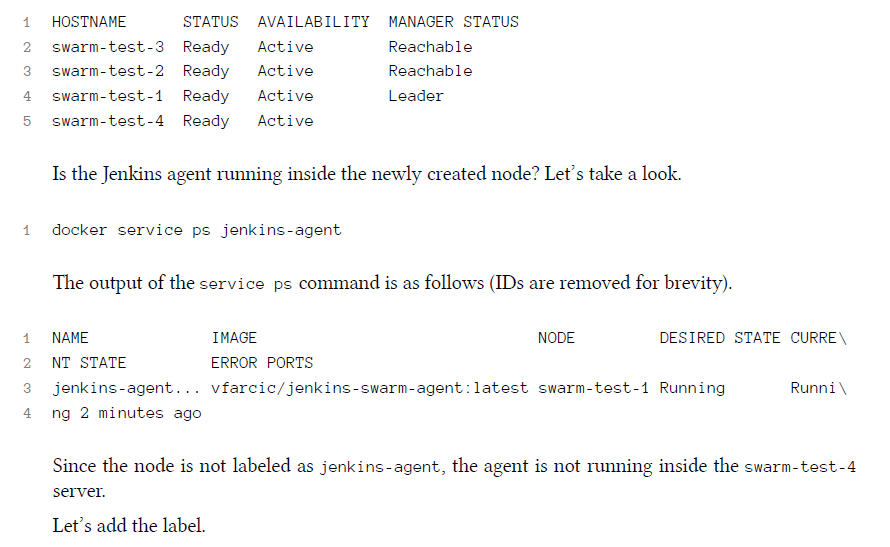 1 HOSTNAME STATUS AVAILABILITY MANAGER STATUS
2 swarm-test-3 Ready Active Reachable
3 swarm-test-2 Ready Active Reachable
4 swarm-test-1 Ready Active Leader
5 swarm-test-4 Ready Active
Is the Jenkins agent running inside the newly created node? Let’s take a look.
1 docker service ps jenkins-agent
The output of the service ps command is as follows (IDs are removed for brevity).
1 NAME IMAGE NODE DESIRED STATE CURRE\
2 NT STATE ERROR PORTS
3 jenkins-agent... vfarcic/jenkins-swarm-agent:latest swarm-test-1 Running Runni\
4 ng 2 minutes ago
Since the node is not labeled as jenkins-agent, the agent is not running inside the swarm-test-4
server.
Let’s add the label.